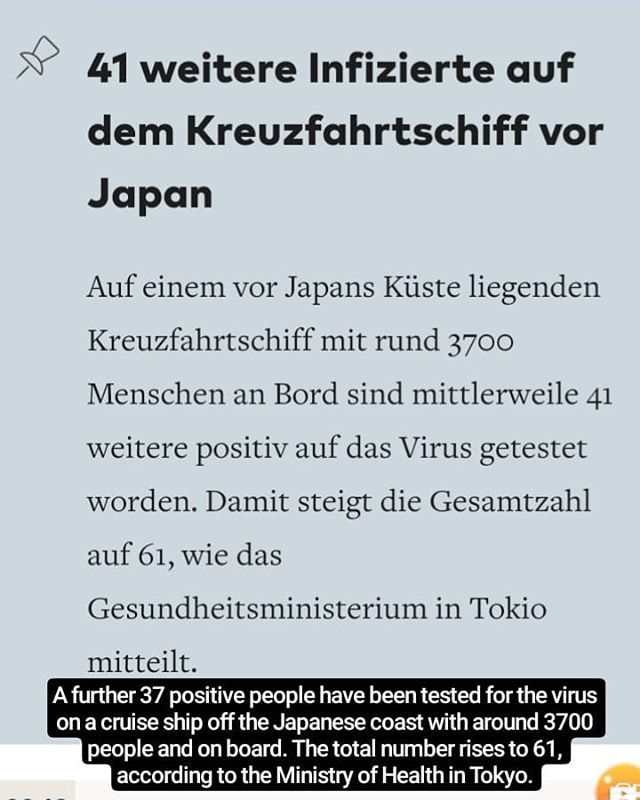 41 weitere Infizierte auf
dem Kreuzfahrtschiff vor
Japan
Auf einem vor Japans Küste liegenden
Kreuzfahrtschiff mit rund 3700
Menschen an Bord sind mittlerweile 41
weitere positiv auf das Virus getestet
worden. Damit steigt die Gesamtzahl
auf 61, wie das
Gesundheitsministerium in Tokio
mitteilt.
A further 37 positive people have been tested for the virus
on a cruise ship off the Japanese coast with around 3700
people and on board. The total number rises to 61,
according to the Ministry of Health in Tokyo.